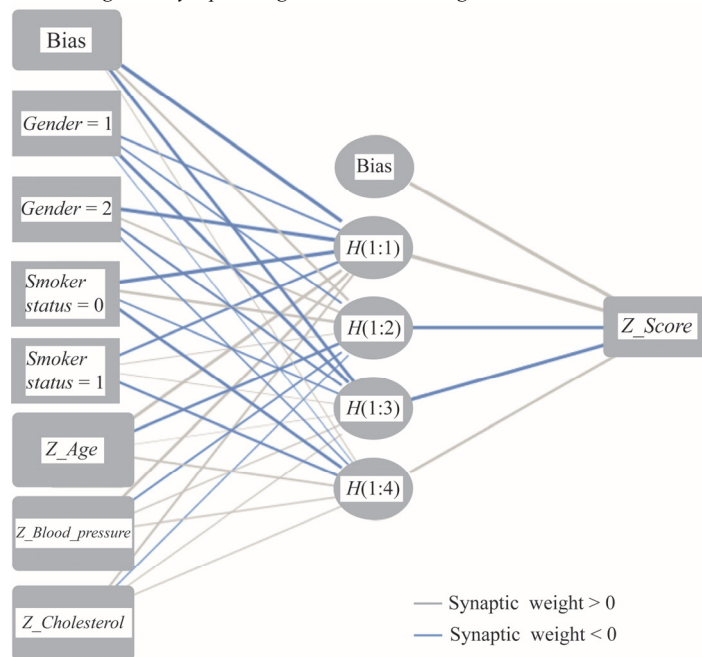 Bias
Gender = 1
Gender = 2
Smoker
status = 0
Smoker
status = 1
Z_Age
Z_Blood_pressure
Z_Cholesterol
Bias
H(1:1)
H(1:2)
H(1:3)
H(1:4)
Z_Score
Synaptic weight > 0
Synaptic weight < 0